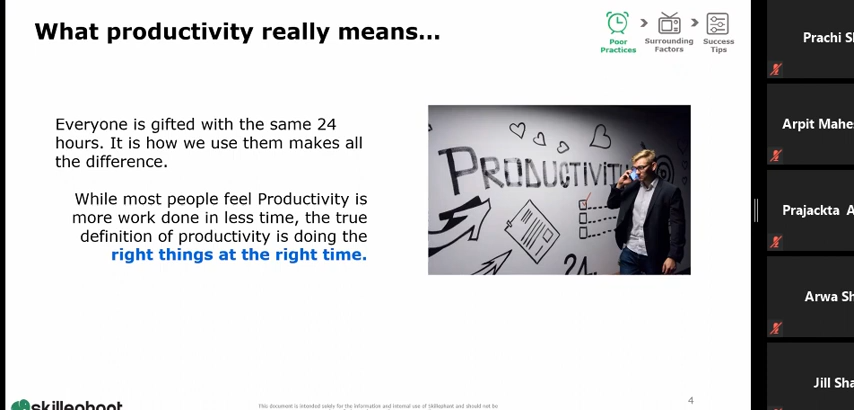 What productivity really means...
Poor
Practices
Surrounding
Factors
Success
Tips
Everyone is gifted with the same 24
hours. It is how we use them makes all
the difference.
While most people feel Productivity is
more work done in less time, the true
definition of productivity is doing the
right things at the right time.
PRODUCTIVITY
24
4
This document is intended solely for the information and internal use of Skillephant and should not be
Prachi S
Arpit Mahe
Prajackta A
Arwa Sh
Jill Sha